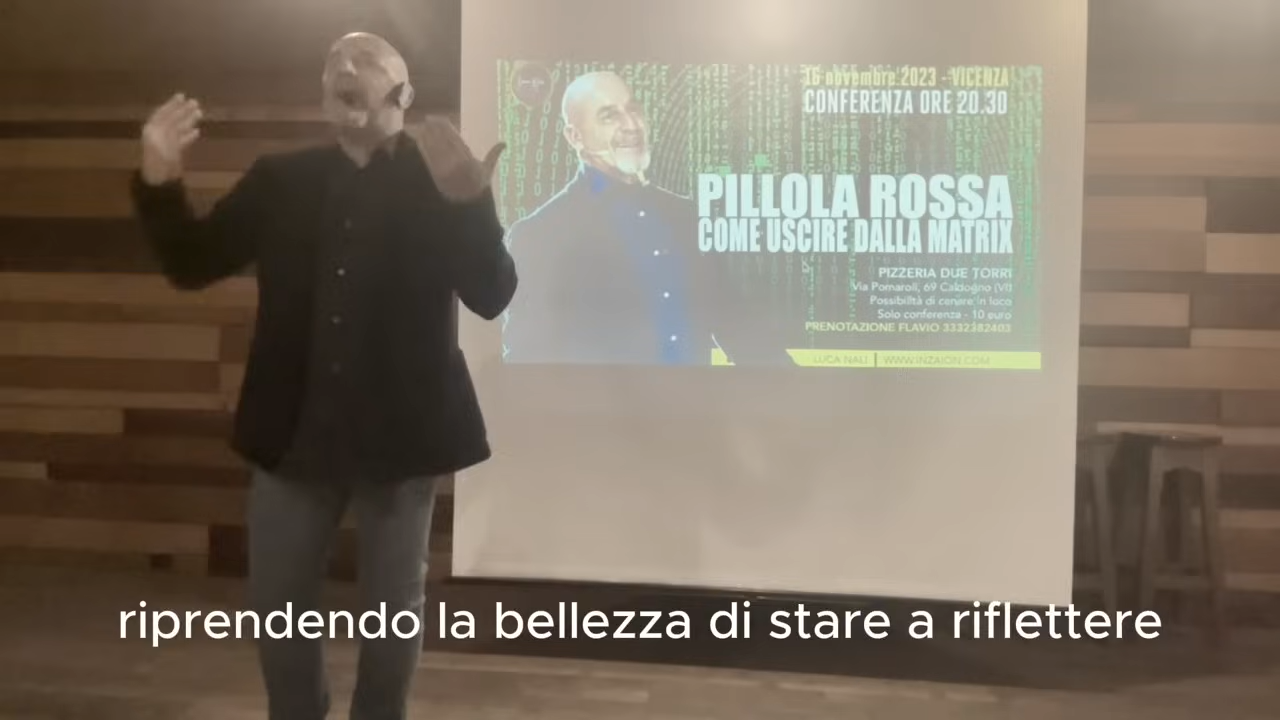 16 novembre 2023 - VICENZA
CONFERENZA ORE 20.30
PILLOLA ROSSA
COME USCIRE DALLA MATRIX
PIZZERIA DUE TORRI
Via Pomaroli, 69 Caldogno (VI)
Possibilità di cenare in loco
Solo conferenza - 10 euro
PRENOTAZIONE FLAVIO 3332382403
LUCA NALI | WWW.INZAION.COM
riprendendo la bellezza di stare a riflettere